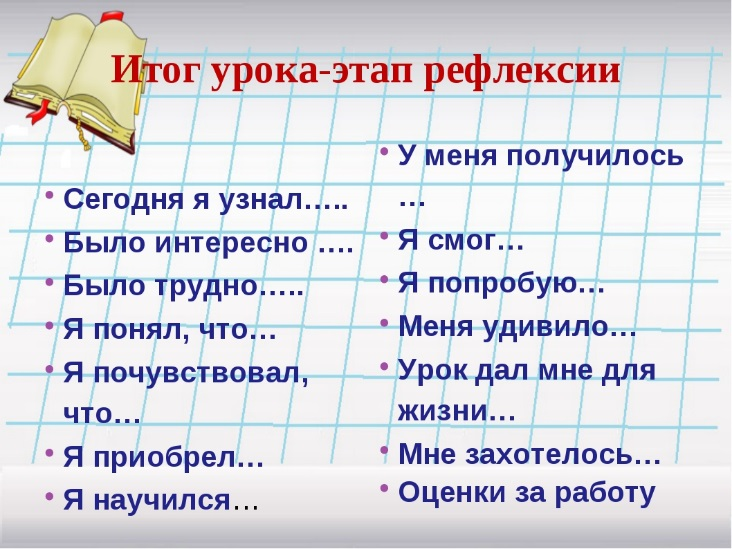 Итог урока-этап рефлексии
• Сегодня я узнал…..
• Было интересно ….
• Было трудно…..
• Я понял, что…
• Я почувствовал,
что…
• Я приобрел…
• Я научился…
• У меня получилось
…
• Я смог…
• Я попробую…
• Меня удивило…
• Урок дал мне для
жизни…
• Мне захотелось…
• Оценки за работу